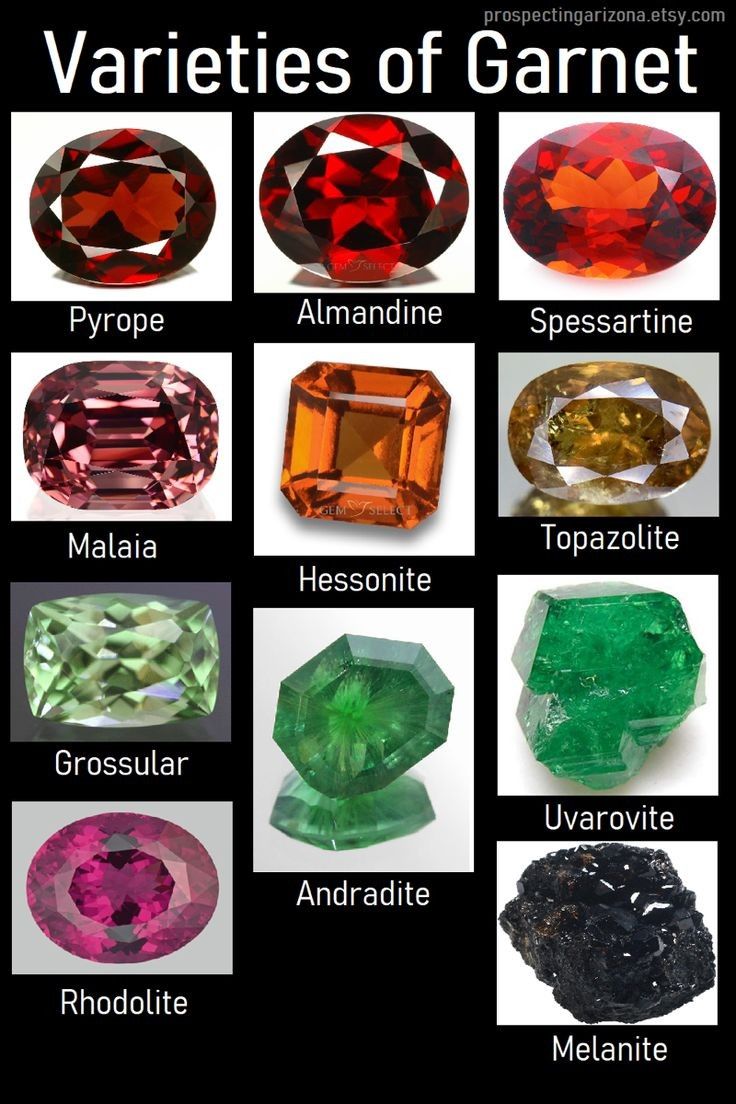 prospectingarizona.etsy.com
Varieties of Garnet
GEM SELECT
Pyrope
Almandine
Spessartine
GEM SELECT
Malaia
Hessonite
Topazolite
Grossular
Andradite
Uvarovite
Rhodolite
Melanite